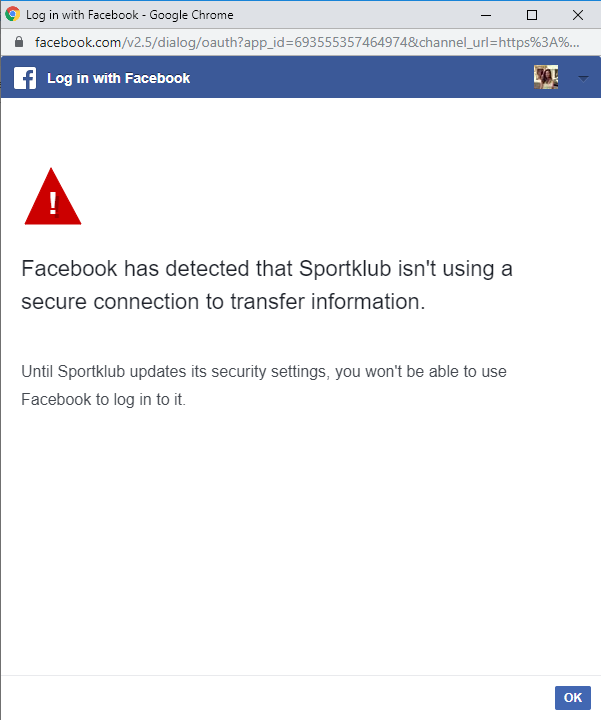 Log in with Facebook - Google Chrome
facebook.com/v2.5/dialog/oauth?app_id=693555357464974&channel_url=https%3A%...
f Log in with Facebook
!
Facebook has detected that Sportklub isn't using a
secure connection to transfer information.
Until Sportklub updates its security settings, you won't be able to use
Facebook to log in to it.
OK